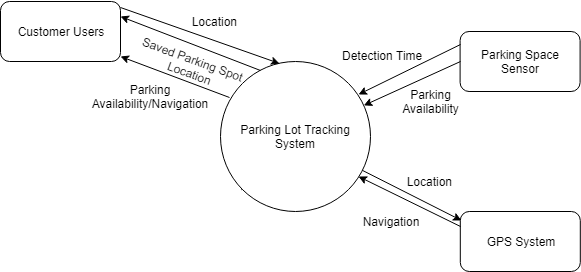 Customer Users
Location
Saved Parking Spot
Location
Parking
Availability/Navigation
Detection Time
Parking Space
Sensor
Parking
Availability
Parking Lot Tracking
System
Location
Navigation
GPS System